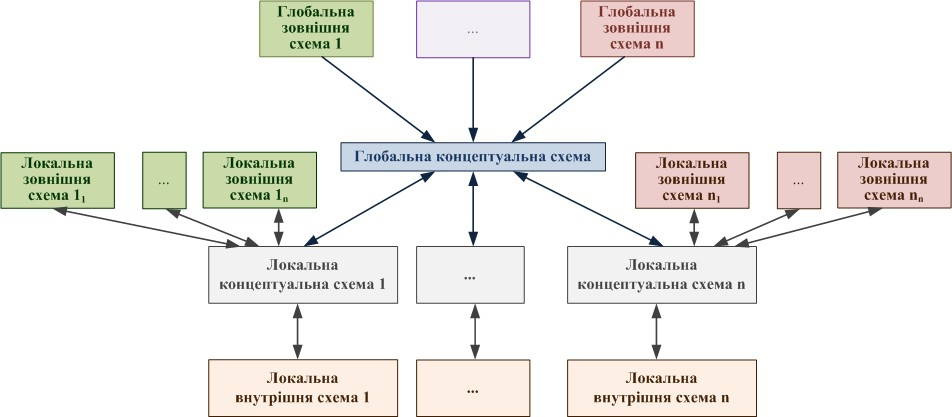 Глобальна
зовнішня
схема 1
...
Глобальна
зовнішня
схема n
Глобальна концептуальна схема
Локальна
зовнішня
схема 1₁
...
Локальна
зовнішня
схема 1ₙ
Локальна
зовнішня
схема n₁
...
Локальна
зовнішня
схема nₙ
Локальна
концептуальна схема 1
...
Локальна
концептуальна схема n
Локальна
внутрішня схема 1
...
Локальна
внутрішня схема n